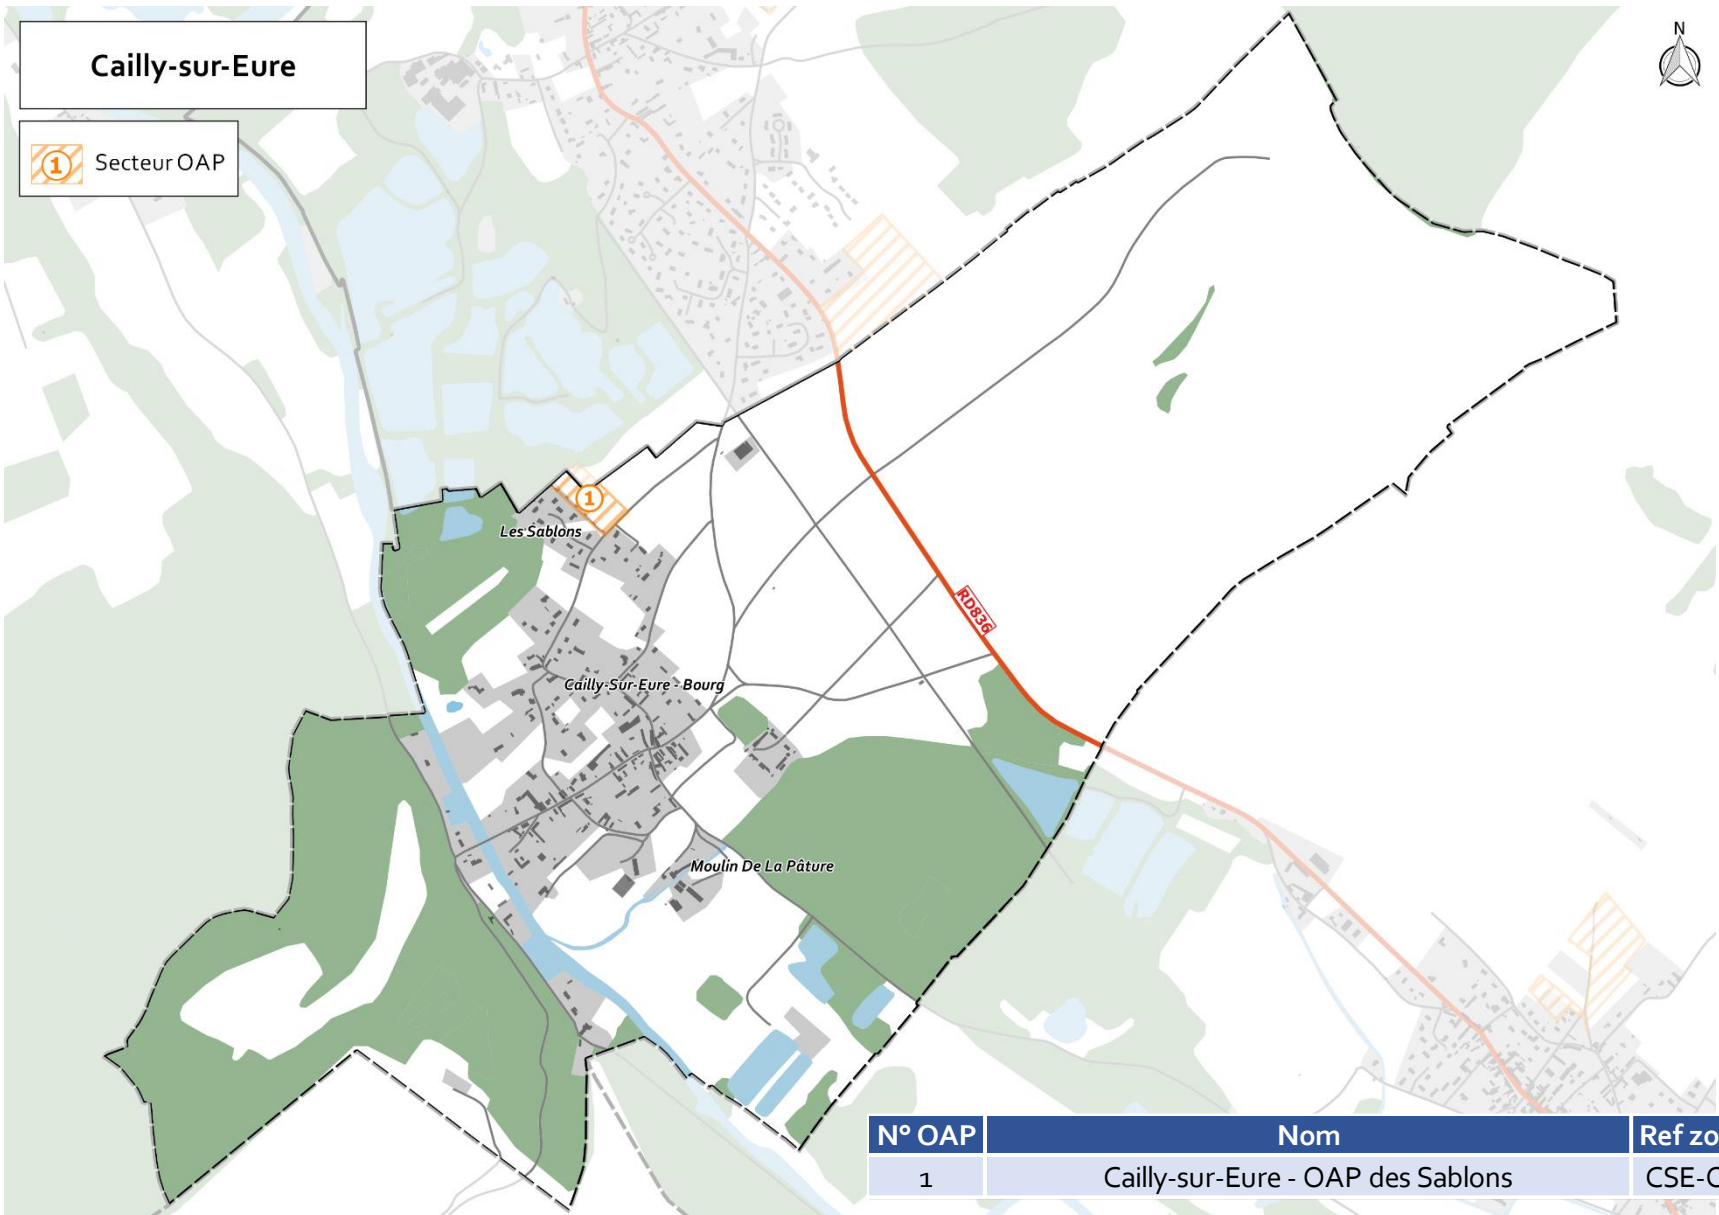 Cailly-sur-Eure
N
1 Secteur OAP
1
Les Sablons
RD836
Cailly-Sur-Eure - Bourg
Moulin De La Pâture
N° OAP Nom Ref zo
1 Cailly-sur-Eure - OAP des Sablons CSE-